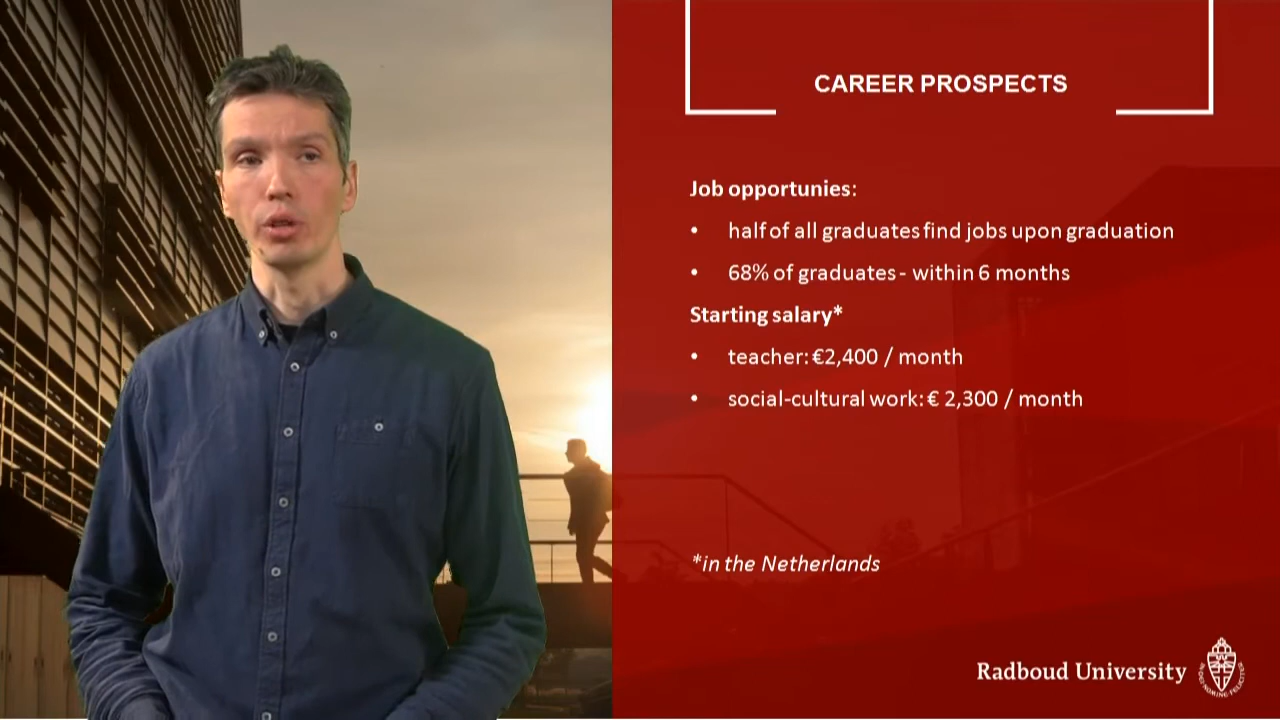 CAREER PROSPECTS
Job opportunies:
• half of all graduates find jobs upon graduation
• 68% of graduates - within 6 months
Starting salary*
• teacher: €2,400 / month
• social-cultural work: € 2,300 / month
*in the Netherlands
Radboud University